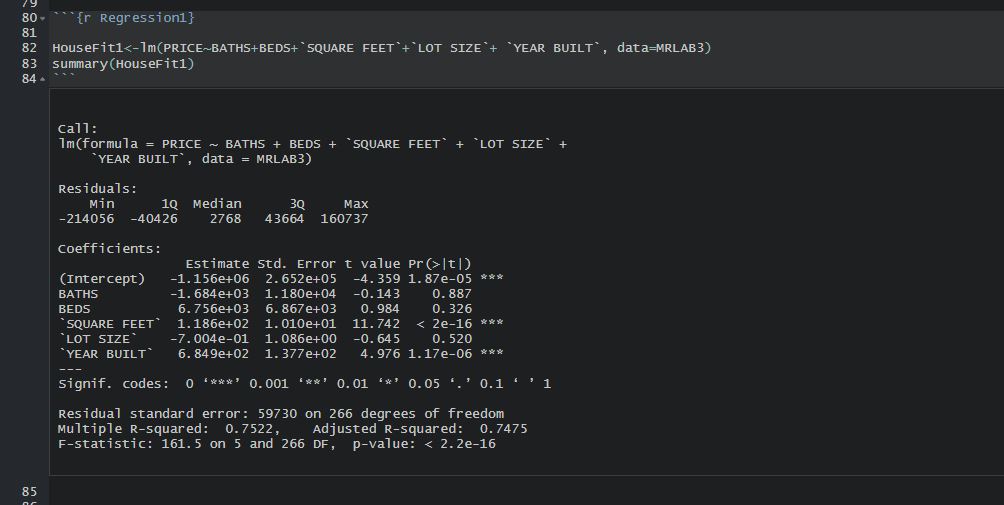 79
80 ```{r Regression1}
81
82 HouseFit1<-lm(PRICE~BATHS+BEDS+`SQUARE FEET`+`LOT SIZE`+ `YEAR BUILT`, data=MRLAB3)
83 summary(HouseFit1)
84 ```
Call:
lm(formula = PRICE ~ BATHS + BEDS + `SQUARE FEET` + `LOT SIZE` +
    `YEAR BUILT`, data = MRLAB3)
Residuals:
    Min      1Q  Median      3Q     Max
-214056  -40426    2768   43664  160737
Coefficients:
                Estimate Std. Error t value Pr(>|t|)
(Intercept)   -1.156e+06  2.652e+05  -4.359 1.87e-05 ***
BATHS         -1.684e+03  1.180e+04  -0.143    0.887
BEDS           6.756e+03  6.867e+03   0.984    0.326
`SQUARE FEET`  1.186e+02  1.010e+01  11.742  < 2e-16 ***
`LOT SIZE`    -7.004e-01  1.086e+00  -0.645    0.520
`YEAR BUILT`   6.849e+02  1.377e+02   4.976 1.17e-06 ***
---
Signif. codes:  0 ‘***’ 0.001 ‘**’ 0.01 ‘*’ 0.05 ‘.’ 0.1 ‘ ’ 1
Residual standard error: 59730 on 266 degrees of freedom
Multiple R-squared:  0.7522,    Adjusted R-squared:  0.7475
F-statistic: 161.5 on 5 and 266 DF,  p-value: < 2.2e-16
85
86